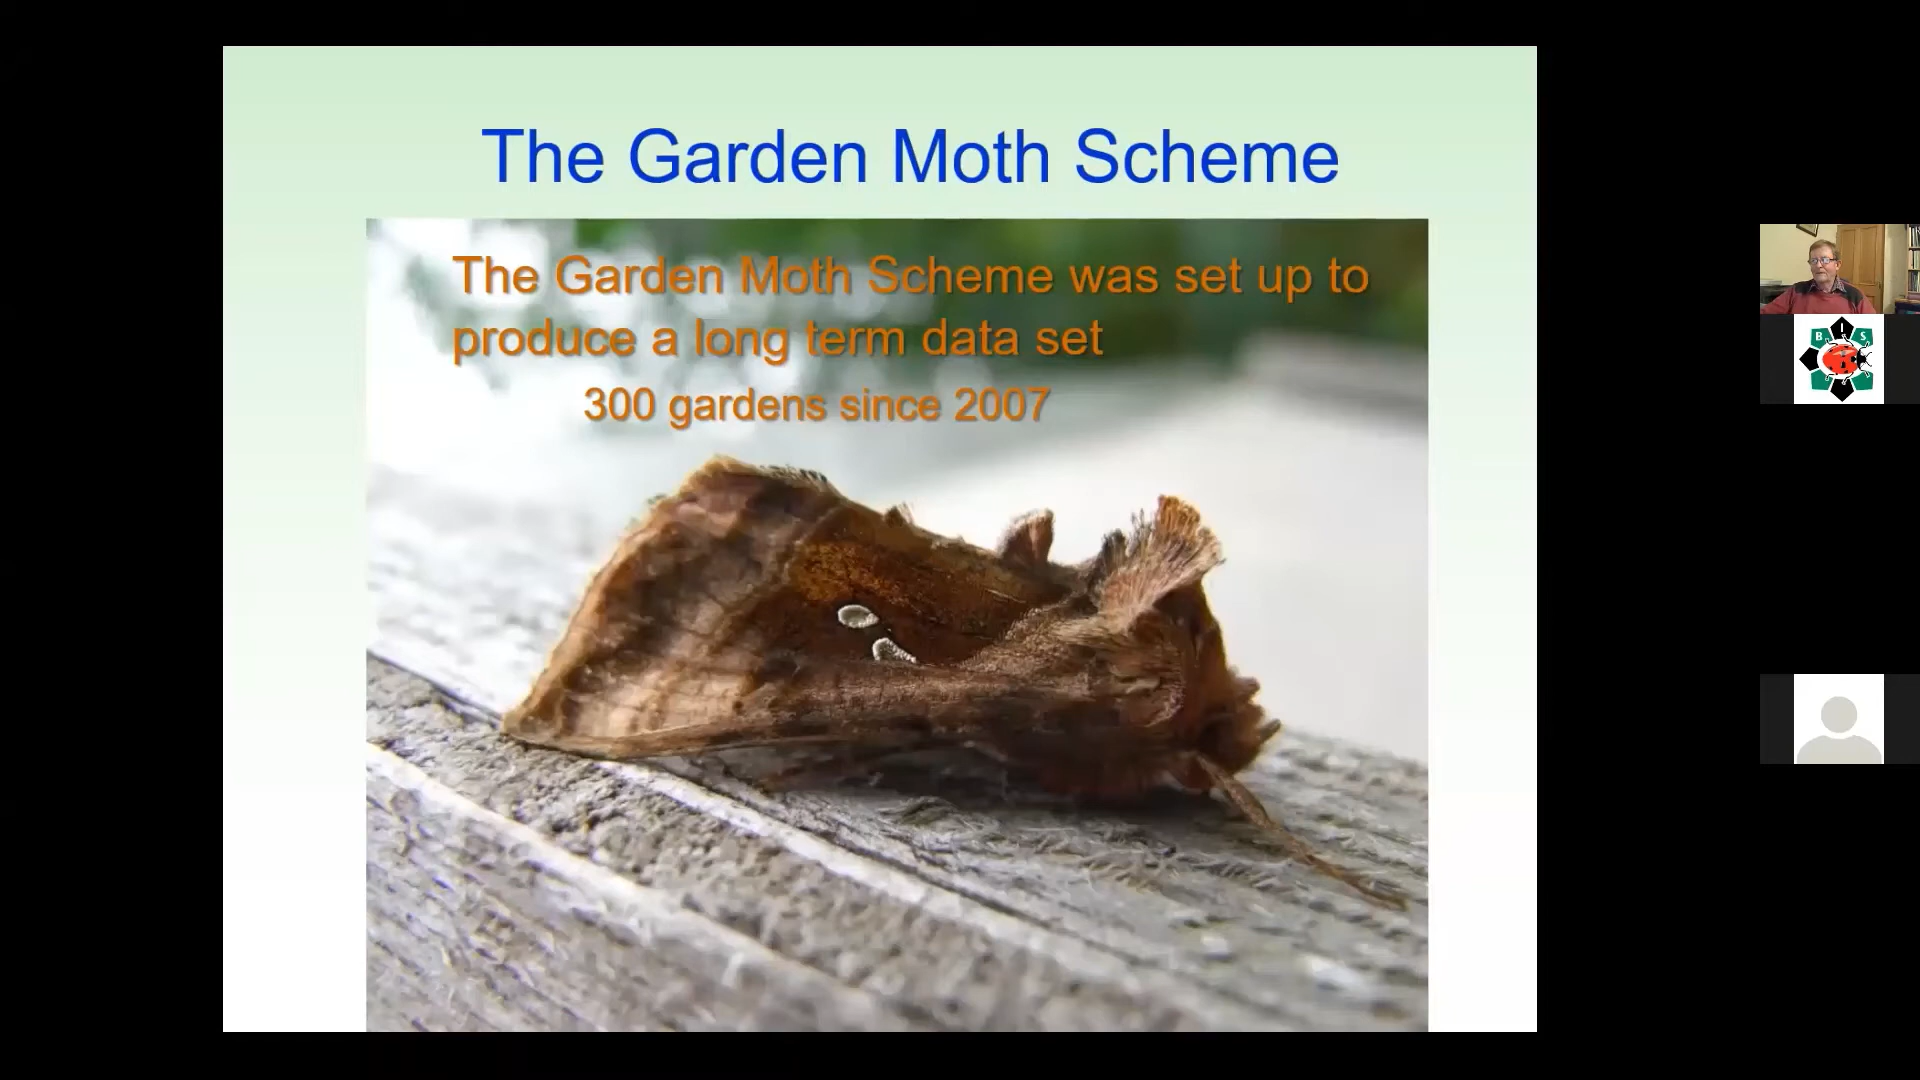 The Garden Moth Scheme
The Garden Moth Scheme was set up to
produce a long term data set
300 gardens since 2007
B I S